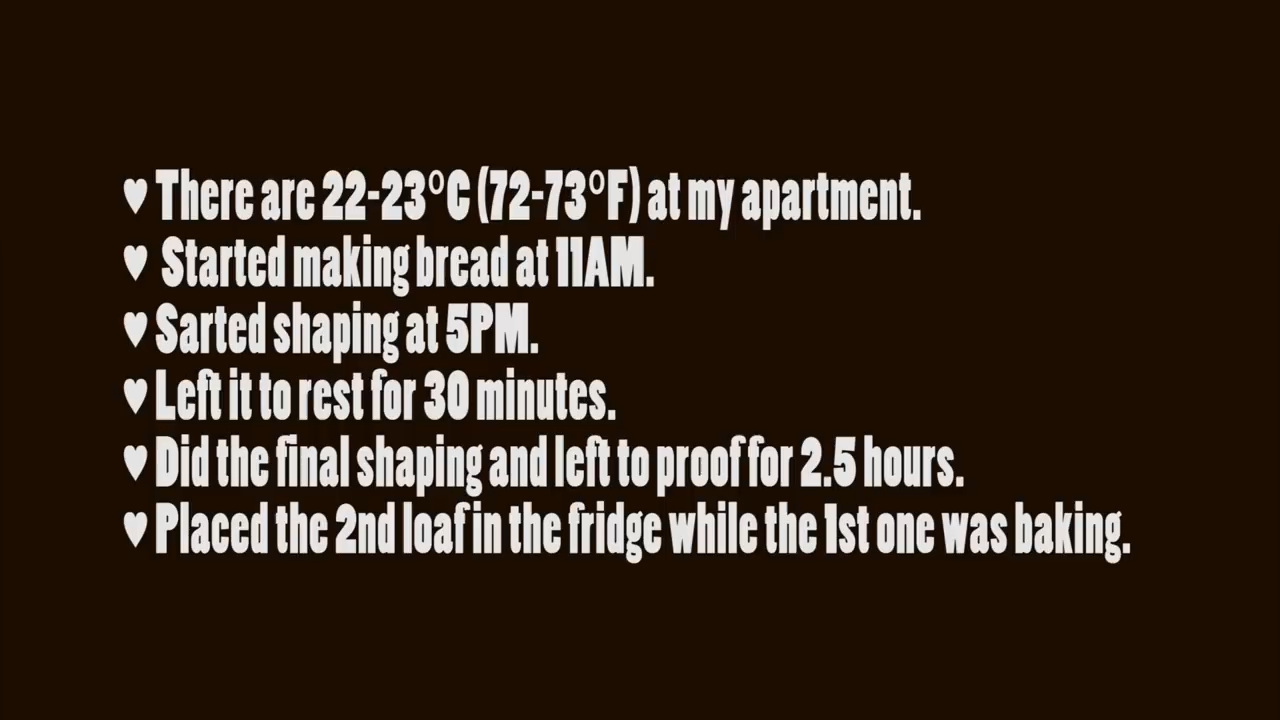 ♥ There are 22-23°C (72-73°F) at my apartment.
♥ Started making bread at 11AM.
♥ Sarted shaping at 5PM.
♥ Left it to rest for 30 minutes.
♥ Did the final shaping and left to proof for 2.5 hours.
♥ Placed the 2nd loaf in the fridge while the 1st one was baking.